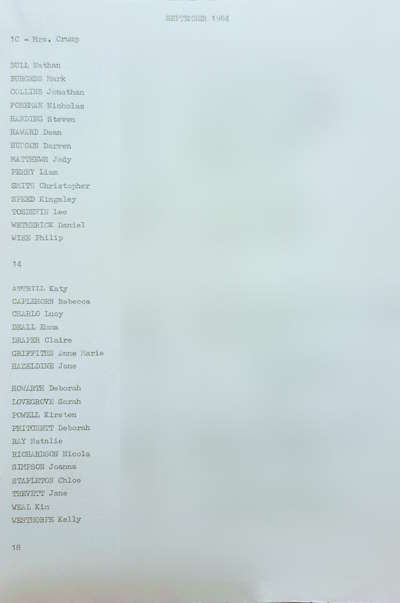 SEPTEMBER 1984
1C - Mrs. Crump
BULL Nathan
BURGESS Mark
COLLINS Jonathan
FOREMAN Nicholas
HARDING Steven
HAWARD Dean
HUDSON Darren
MATTHEWS Jody
PERRY Liam
SMITH Christopher
SPEED Kingsley
Lee
WETHERICK Daniel
WISE Philip
14
Katy
CAPLEHORN Rebecca
CHARLO Lucy
DEALL Emma
DRAPER Claire
GRIFFITHS Anne Marie
HAZELDINE Jane
HOWARTH Deborah
LOVEGROVE Sarah
POWELL Kirsten
PRITCHETT Deborah
RAY Natalie
RICHARDSON Nicola
SIMPSON Joanna
STAPLETON Chloe
TREVETT Jane
WEAL Kim
WESTHORPE Kelly
18